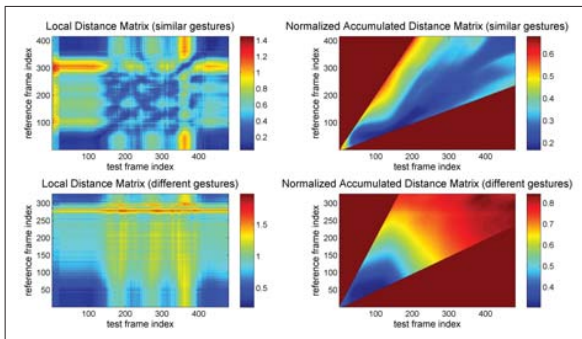 Local Distance Matrix (similar gestures)
reference frame index
400
300
200
100
100 200 300 400
test frame index
1.4
1.2
1
0.8
0.6
0.4
0.2
Normalized Accumulated Distance Matrix (similar gestures)
reference frame index
400
300
200
100
100 200 300 400
test frame index
0.6
0.5
0.4
0.3
0.2
Local Distance Matrix (different gestures)
reference frame index
300
250
200
150
100
50
100 200 300 400
test frame index
1.5
1
0.5
Normalized Accumulated Distance Matrix (different gestures)
reference frame index
300
250
200
150
100
50
100 200 300 400
test frame index
0.8
0.7
0.6
0.5
0.4
0.3